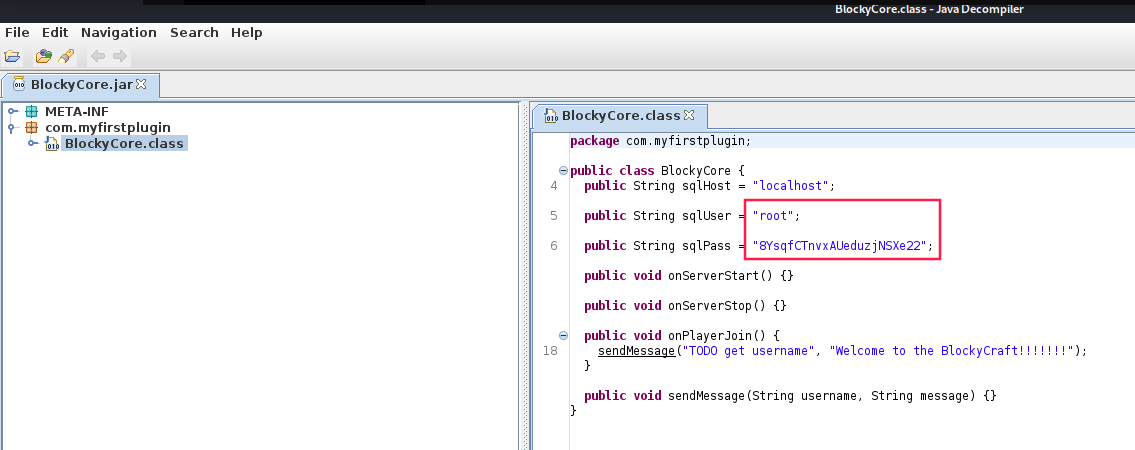 BlockyCore.class - Java Decompiler
File Edit Navigation Search Help
BlockyCore.jar
META-INF
com.myfirstplugin
BlockyCore.class
BlockyCore.class
package com.myfirstplugin;
public class BlockyCore {
4 public String sqlHost = "localhost";
5 public String sqlUser = "root";
6 public String sqlPass = "8YsqfCTnvxAUeduzjNSXe22";
public void onServerStart() {}
public void onServerStop() {}
public void onPlayerJoin() {
18 sendMessage("TODO get username", "Welcome to the BlockyCraft!!!!!!!");
}
public void sendMessage(String username, String message) {}
}